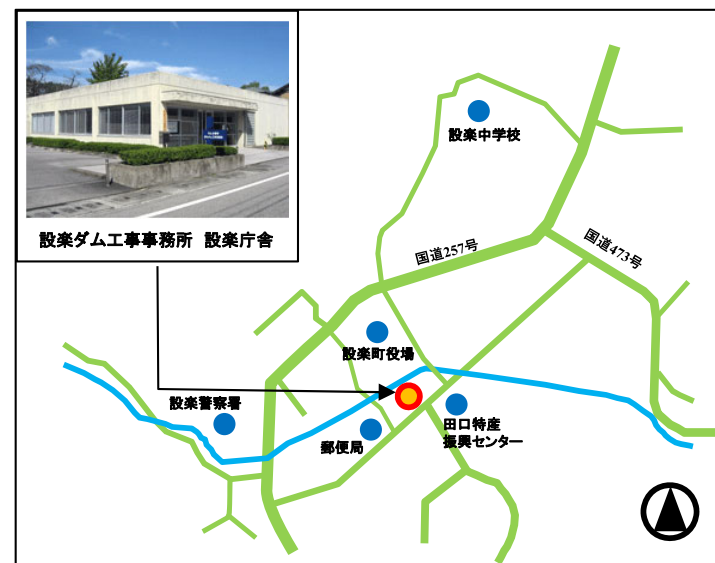 設楽ダム工事事務所 設楽庁舎
設楽中学校
国道257号
国道473号
設楽町役場
設楽警察署
郵便局
田口特産
振興センター